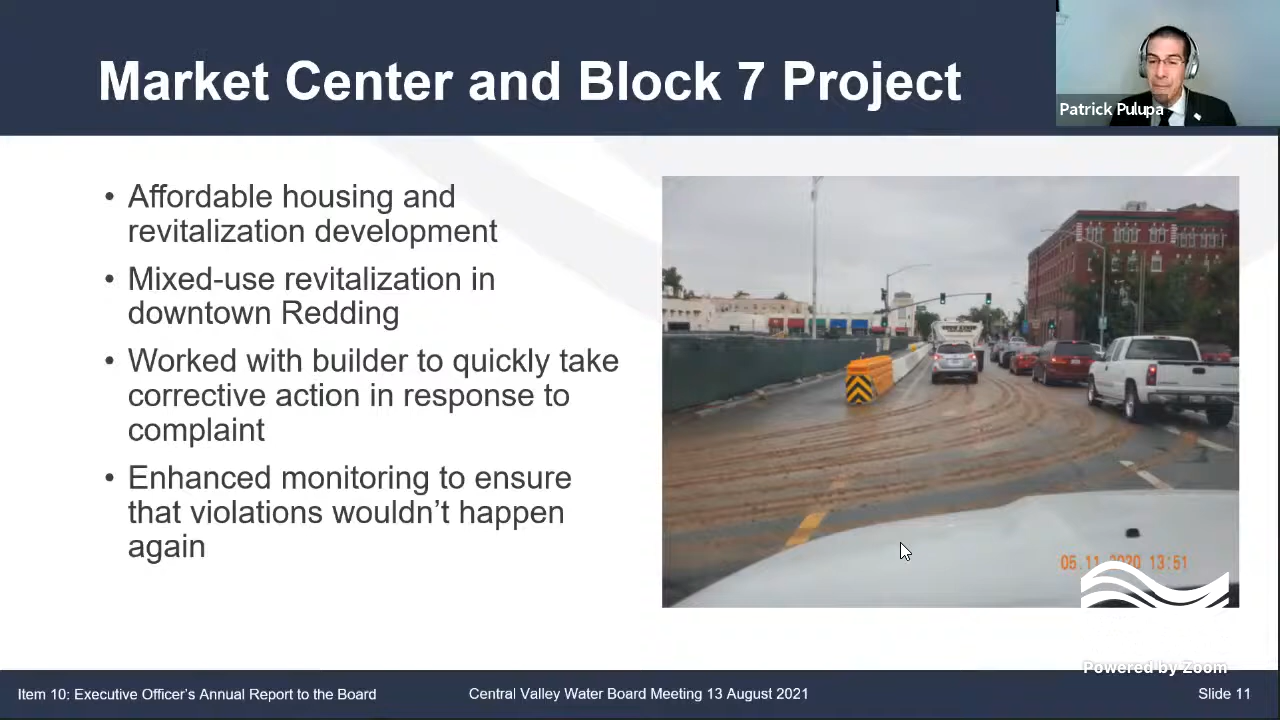 Market Center and Block 7 Project
Patrick Pulupa
• Affordable housing and
revitalization development
• Mixed-use revitalization in
downtown Redding
• Worked with builder to quickly take
corrective action in response to
complaint
• Enhanced monitoring to ensure
that violations wouldn’t happen
again
05.11.2020 13:51
Powered by Zoom
Item 10: Executive Officer’s Annual Report to the Board
Central Valley Water Board Meeting 13 August 2021
Slide 11